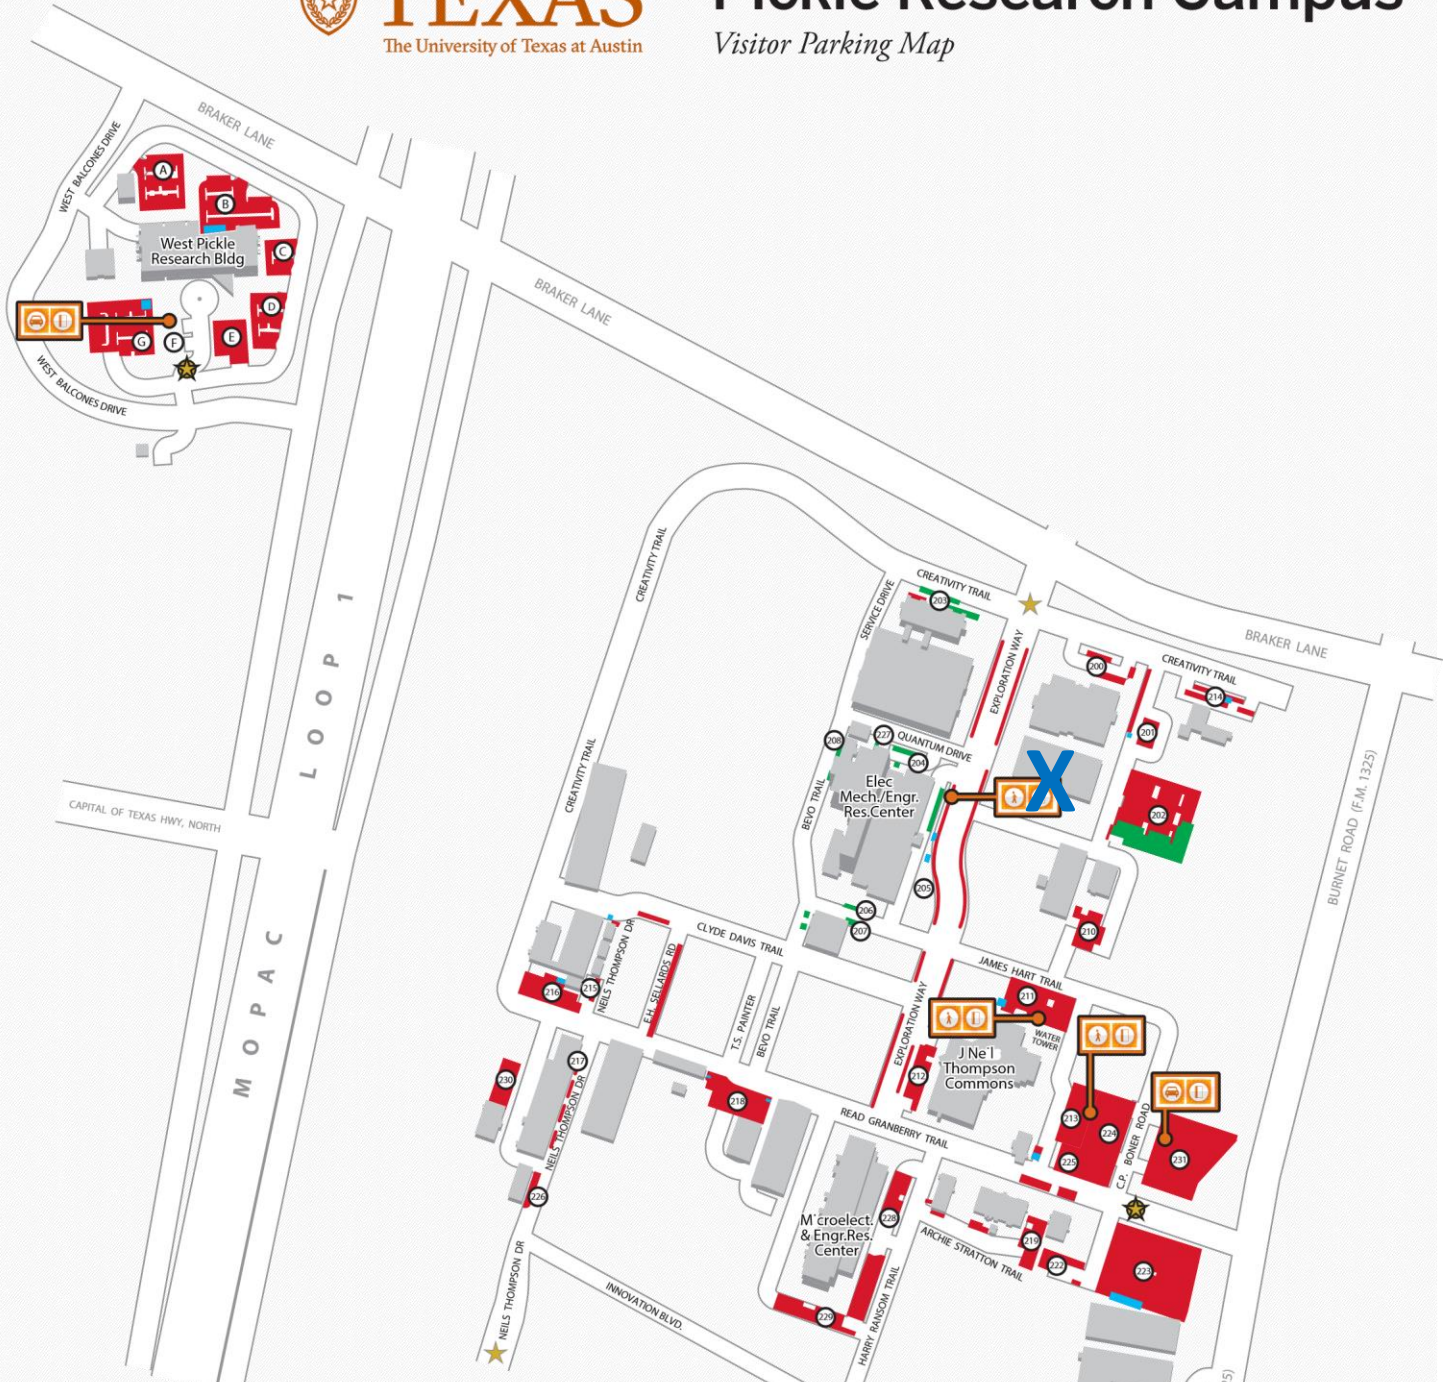 TEXAS
The University of Texas at Austin
Pickle Research Campus
Visitor Parking Map
BRAKER LANE
WEST BALCONES DRIVE
A
B
West Pickle
Research Bldg
C
D
E
F
G
WEST BALCONES DRIVE
BRAKER LANE
CREATIVITY TRAIL
LOOP 1
CREATIVITY TRAIL
203
SERVICE DRIVE
EXPLORATION WAY
BRAKER LANE
200
CREATIVITY TRAIL
214
201
208
227
QUANTUM DRIVE
204
CREATIVITY TRAIL
BEVO TRAIL
Elec
Mech./Engr.
Res.Center
X
202
BURNET ROAD (F.M. 1325)
CAPITAL OF TEXAS HWY, NORTH
205
206
207
210
CLYDE DAVIS TRAIL
NEILS THOMPSON DR
E.H. SELLARDS RD
JAMES HART TRAIL
MOPAC
216
215
211
T.S. PAINTER
BEVO TRAIL
EXPLORATION WAY
WATER
TOWER
J Ne'l
Thompson
Commons
217
230
212
218
NEILS THOMPSON DR
READ GRANBERRY TRAIL
213
224
225
C.P. BONER ROAD
231
226
M'croelect.
& Engr.Res.
Center
228
ARCHIE STRATTON TRAIL
219
222
223
NEILS THOMPSON DR
INNOVATION BLVD.
229
HARRY RANSOM TRAIL